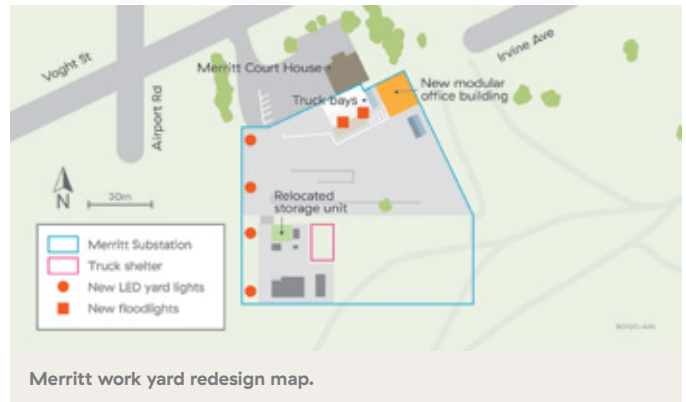 Voght St
Airport Rd
Irvine Ave
Merritt Court House
Truck bays
New modular
office building
N
30m
Relocated
storage unit
Merritt Substation
Truck shelter
New LED yard lights
New floodlights
Merritt work yard redesign map.